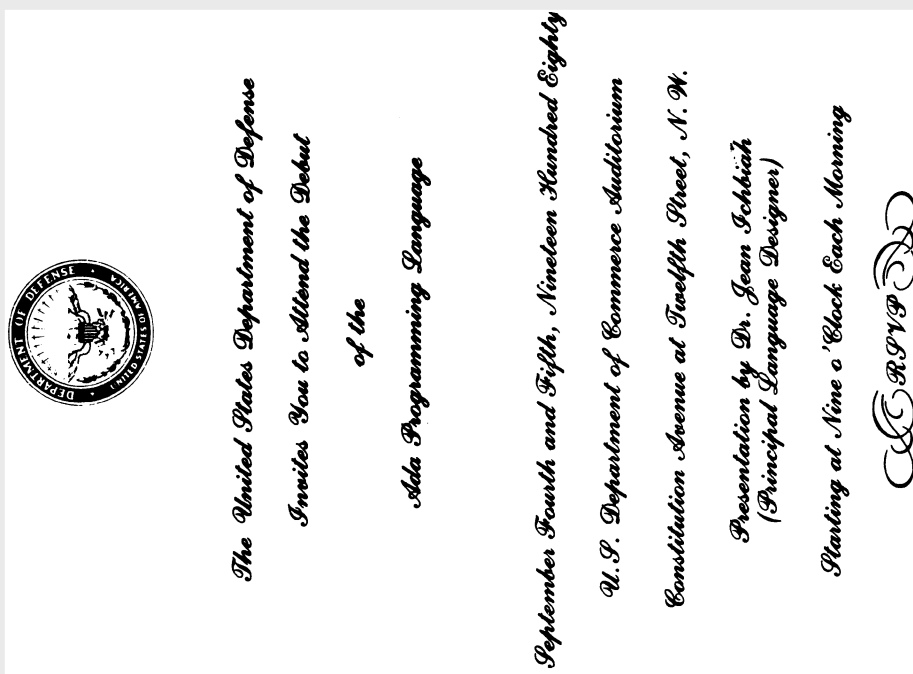 DEPARTMENT OF DEFENSE
UNITED STATES OF AMERICA
The United States Department of Defense
Invites You to Attend the Debut
of the
Ada Programming Language
September Fourth and Fifth, Nineteen Hundred Eighty
U.S. Department of Commerce Auditorium
Constitution Avenue at Twelfth Street, N.W.
Presentation by Dr. Jean Ichbiah
(Principal Language Designer)
Starting at Nine o'Clock Each Morning
RSVP